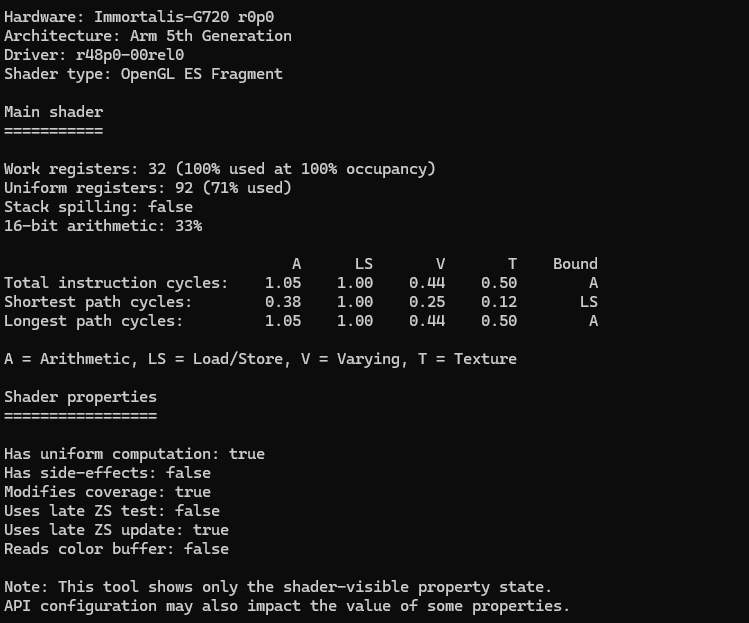 Hardware: Immortalis-G720 r0p0
Architecture: Arm 5th Generation
Driver: r48p0-00rel0
Shader type: OpenGL ES Fragment

Main shader
===========

Work registers: 32 (100% used at 100% occupancy)
Uniform registers: 92 (71% used)
Stack spilling: false
16-bit arithmetic: 33%

                                A      LS       V       T    Bound
Total instruction cycles:    1.05    1.00    0.44    0.50        A
Shortest path cycles:        0.38    1.00    0.25    0.12       LS
Longest path cycles:         1.05    1.00    0.44    0.50        A

A = Arithmetic, LS = Load/Store, V = Varying, T = Texture

Shader properties
=================

Has uniform computation: true
Has side-effects: false
Modifies coverage: true
Uses late ZS test: false
Uses late ZS update: true
Reads color buffer: false

Note: This tool shows only the shader-visible property state.
API configuration may also impact the value of some properties.